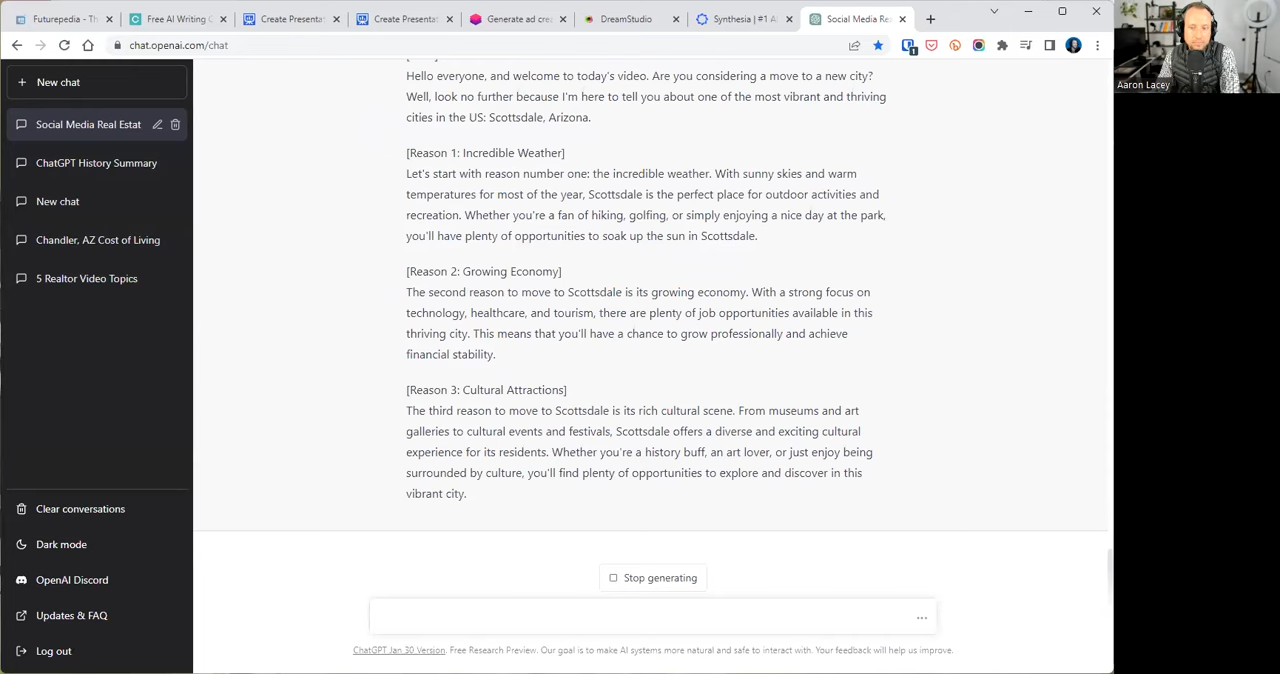 Futurepedia - Th
Free AI Writing G
Create Presentat
Create Presentat
Generate ad crea
DreamStudio
Synthesia | #1 AI
Social Media Rea
chat.openai.com/chat
1
Aaron Lacey
New chat
Social Media Real Estat
ChatGPT History Summary
New chat
Chandler, AZ Cost of Living
5 Realtor Video Topics
Clear conversations
Dark mode
OpenAI Discord
Updates & FAQ
Log out
Hello everyone, and welcome to today's video. Are you considering a move to a new city?
Well, look no further because I'm here to tell you about one of the most vibrant and thriving
cities in the US: Scottsdale, Arizona.
[Reason 1: Incredible Weather]
Let's start with reason number one: the incredible weather. With sunny skies and warm
temperatures for most of the year, Scottsdale is the perfect place for outdoor activities and
recreation. Whether you're a fan of hiking, golfing, or simply enjoying a nice day at the park,
you'll have plenty of opportunities to soak up the sun in Scottsdale.
[Reason 2: Growing Economy]
The second reason to move to Scottsdale is its growing economy. With a strong focus on
technology, healthcare, and tourism, there are plenty of job opportunities available in this
thriving city. This means that you'll have a chance to grow professionally and achieve
financial stability.
[Reason 3: Cultural Attractions]
The third reason to move to Scottsdale is its rich cultural scene. From museums and art
galleries to cultural events and festivals, Scottsdale offers a diverse and exciting cultural
experience for its residents. Whether you're a history buff, an art lover, or just enjoy being
surrounded by culture, you'll find plenty of opportunities to explore and discover in this
vibrant city.
Stop generating
ChatGPT Jan 30 Version. Free Research Preview. Our goal is to make AI systems more natural and safe to interact with. Your feedback will help us improve.